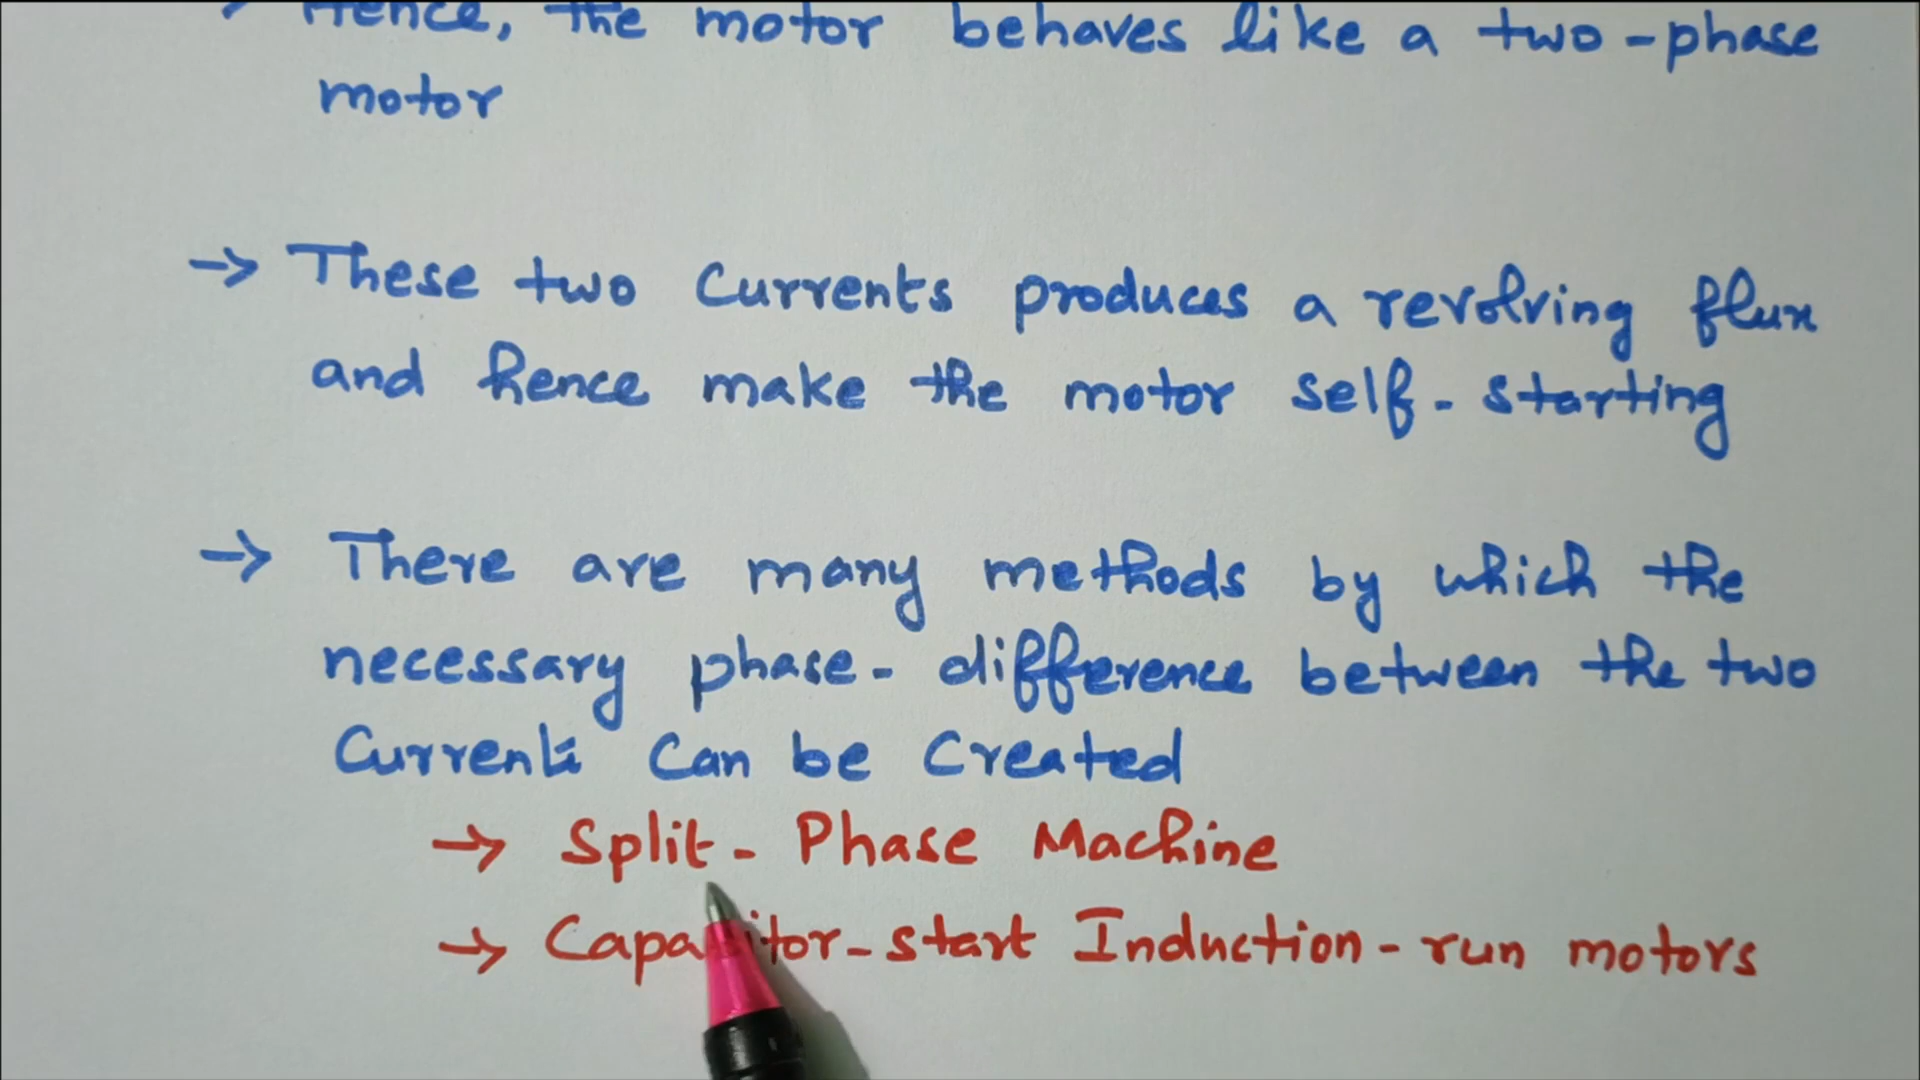 Hence, the motor behaves like a two-phase
motor
→ These two Currents produces a revolving flux
and hence make the motor self-starting
→ There are many methods by which the
necessary phase-difference between the two
Currents can be Created
→ Split-Phase Machine
→ Capacitor-start Induction-run motors